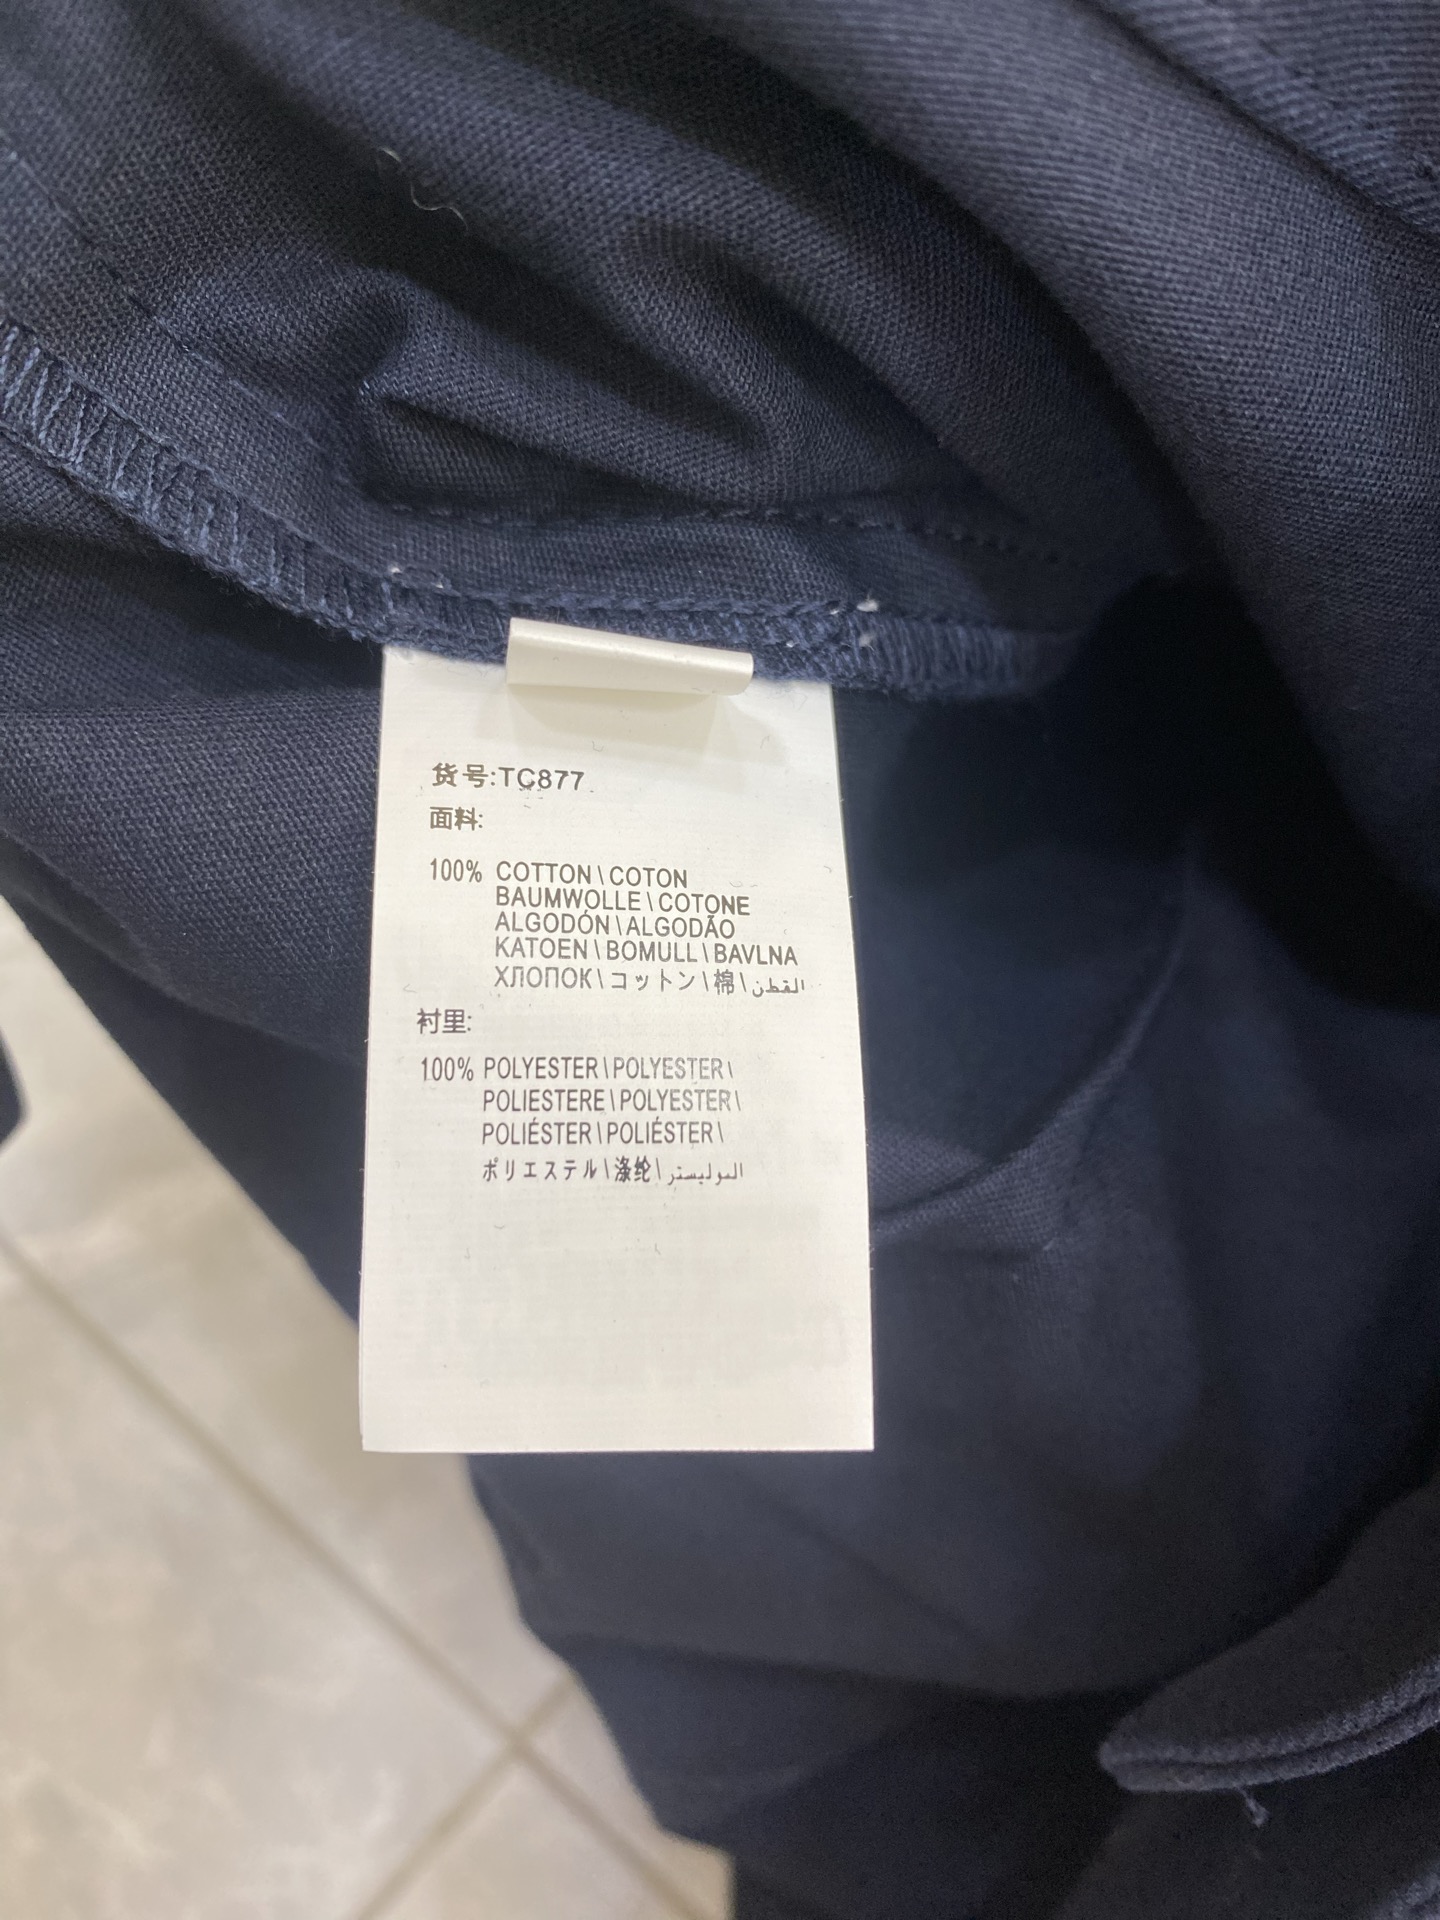 货号:TC877
面料:
100% COTTON\COTON
BAUMWOLLE\COTONE
ALGODÓN\ALGODÃO
KATOEN\BOMULL\BAVLNA
ХЛОПОК\コットン\棉\القطن
衬里:
100% POLYESTER\POLYESTER\
POLIESTERE\POLYESTER\
POLIÉSTER\POLIÉSTER\
ポリエステル\涤纶\البوليستر